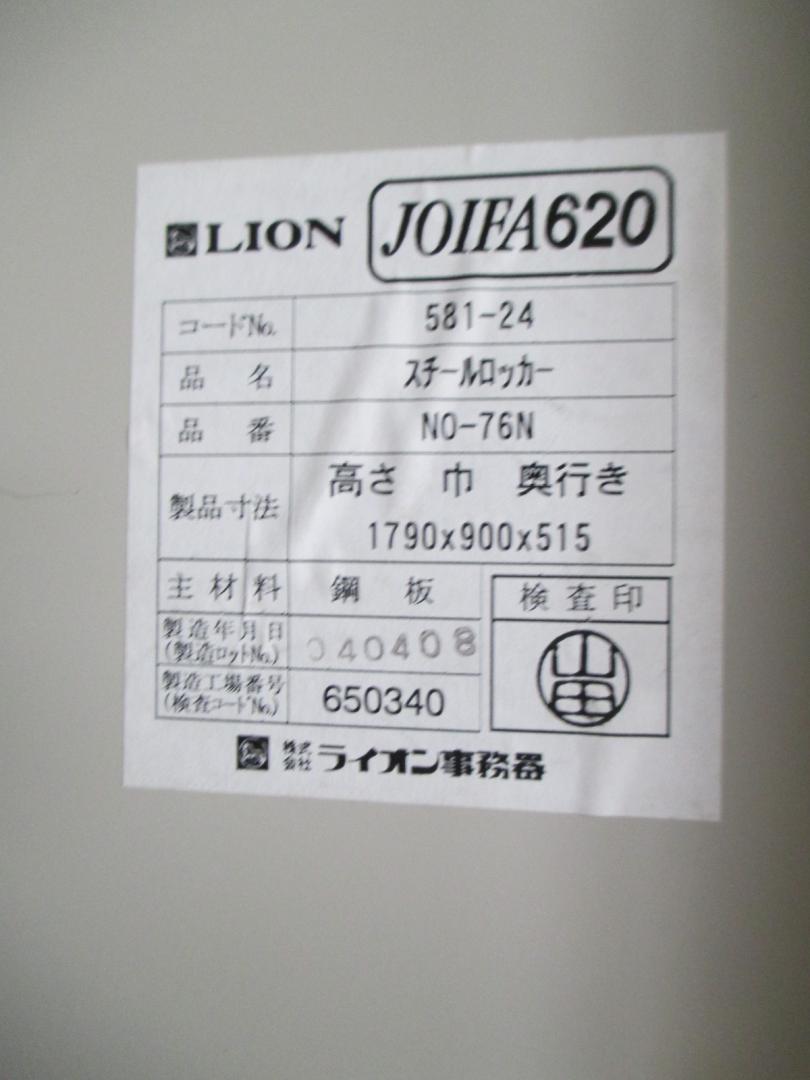 LION JOIFA620
コードNo. 581-24
品 名 スチールロッカー
品 番 NO-76N
製品寸法 高さ 巾 奥行き
1790x900x515
主材料 鋼 板 検査印
製造年月日
(製造ロットNo.) 040408
山田
製造工場番号
(検査コードNo.) 650340
株式会社 ライオン事務器